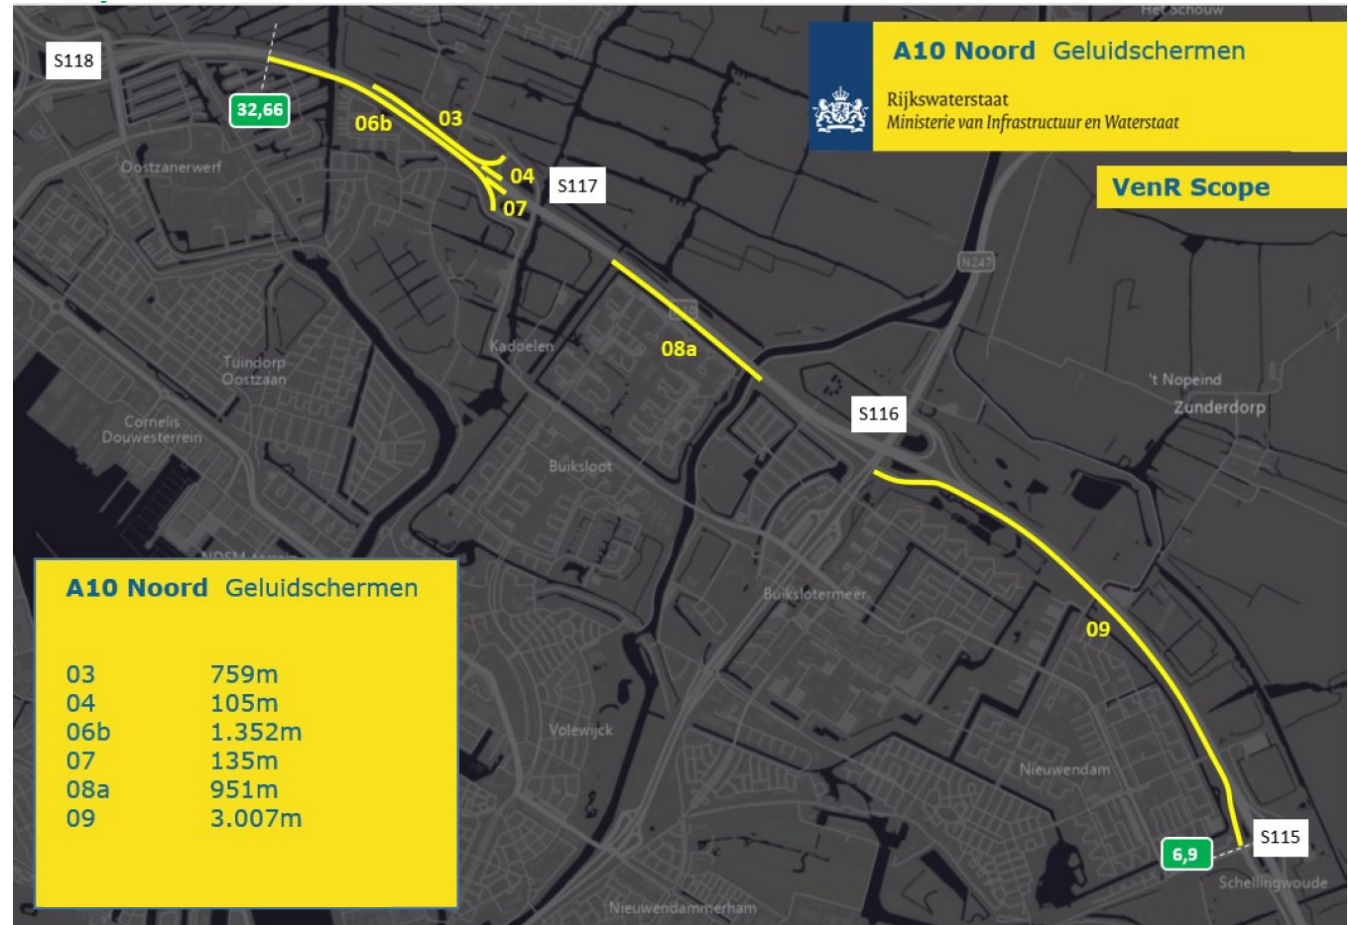 Het Schouw
S118
A10 Noord Geluidschermen
Rijkswaterstaat
Ministerie van Infrastructuur en Waterstaat
32,66
03
06b
Oostzanerwerf
04
S117
VenR Scope
07
N247
Kadoelen
08a
Tuindorp
Oostzaan
't Nopeind
Zunderdorp
S116
Cornelis
Douwesterrein
Buiksloot
NDSM-terrein
Buikslotermeer
09
A10 Noord Geluidschermen
03 759m
04 105m
06b 1.352m
07 135m
08a 951m
09 3.007m
Volewijck
Nieuwendam
S115
6,9
Schellingwoude
Nieuwendammerham